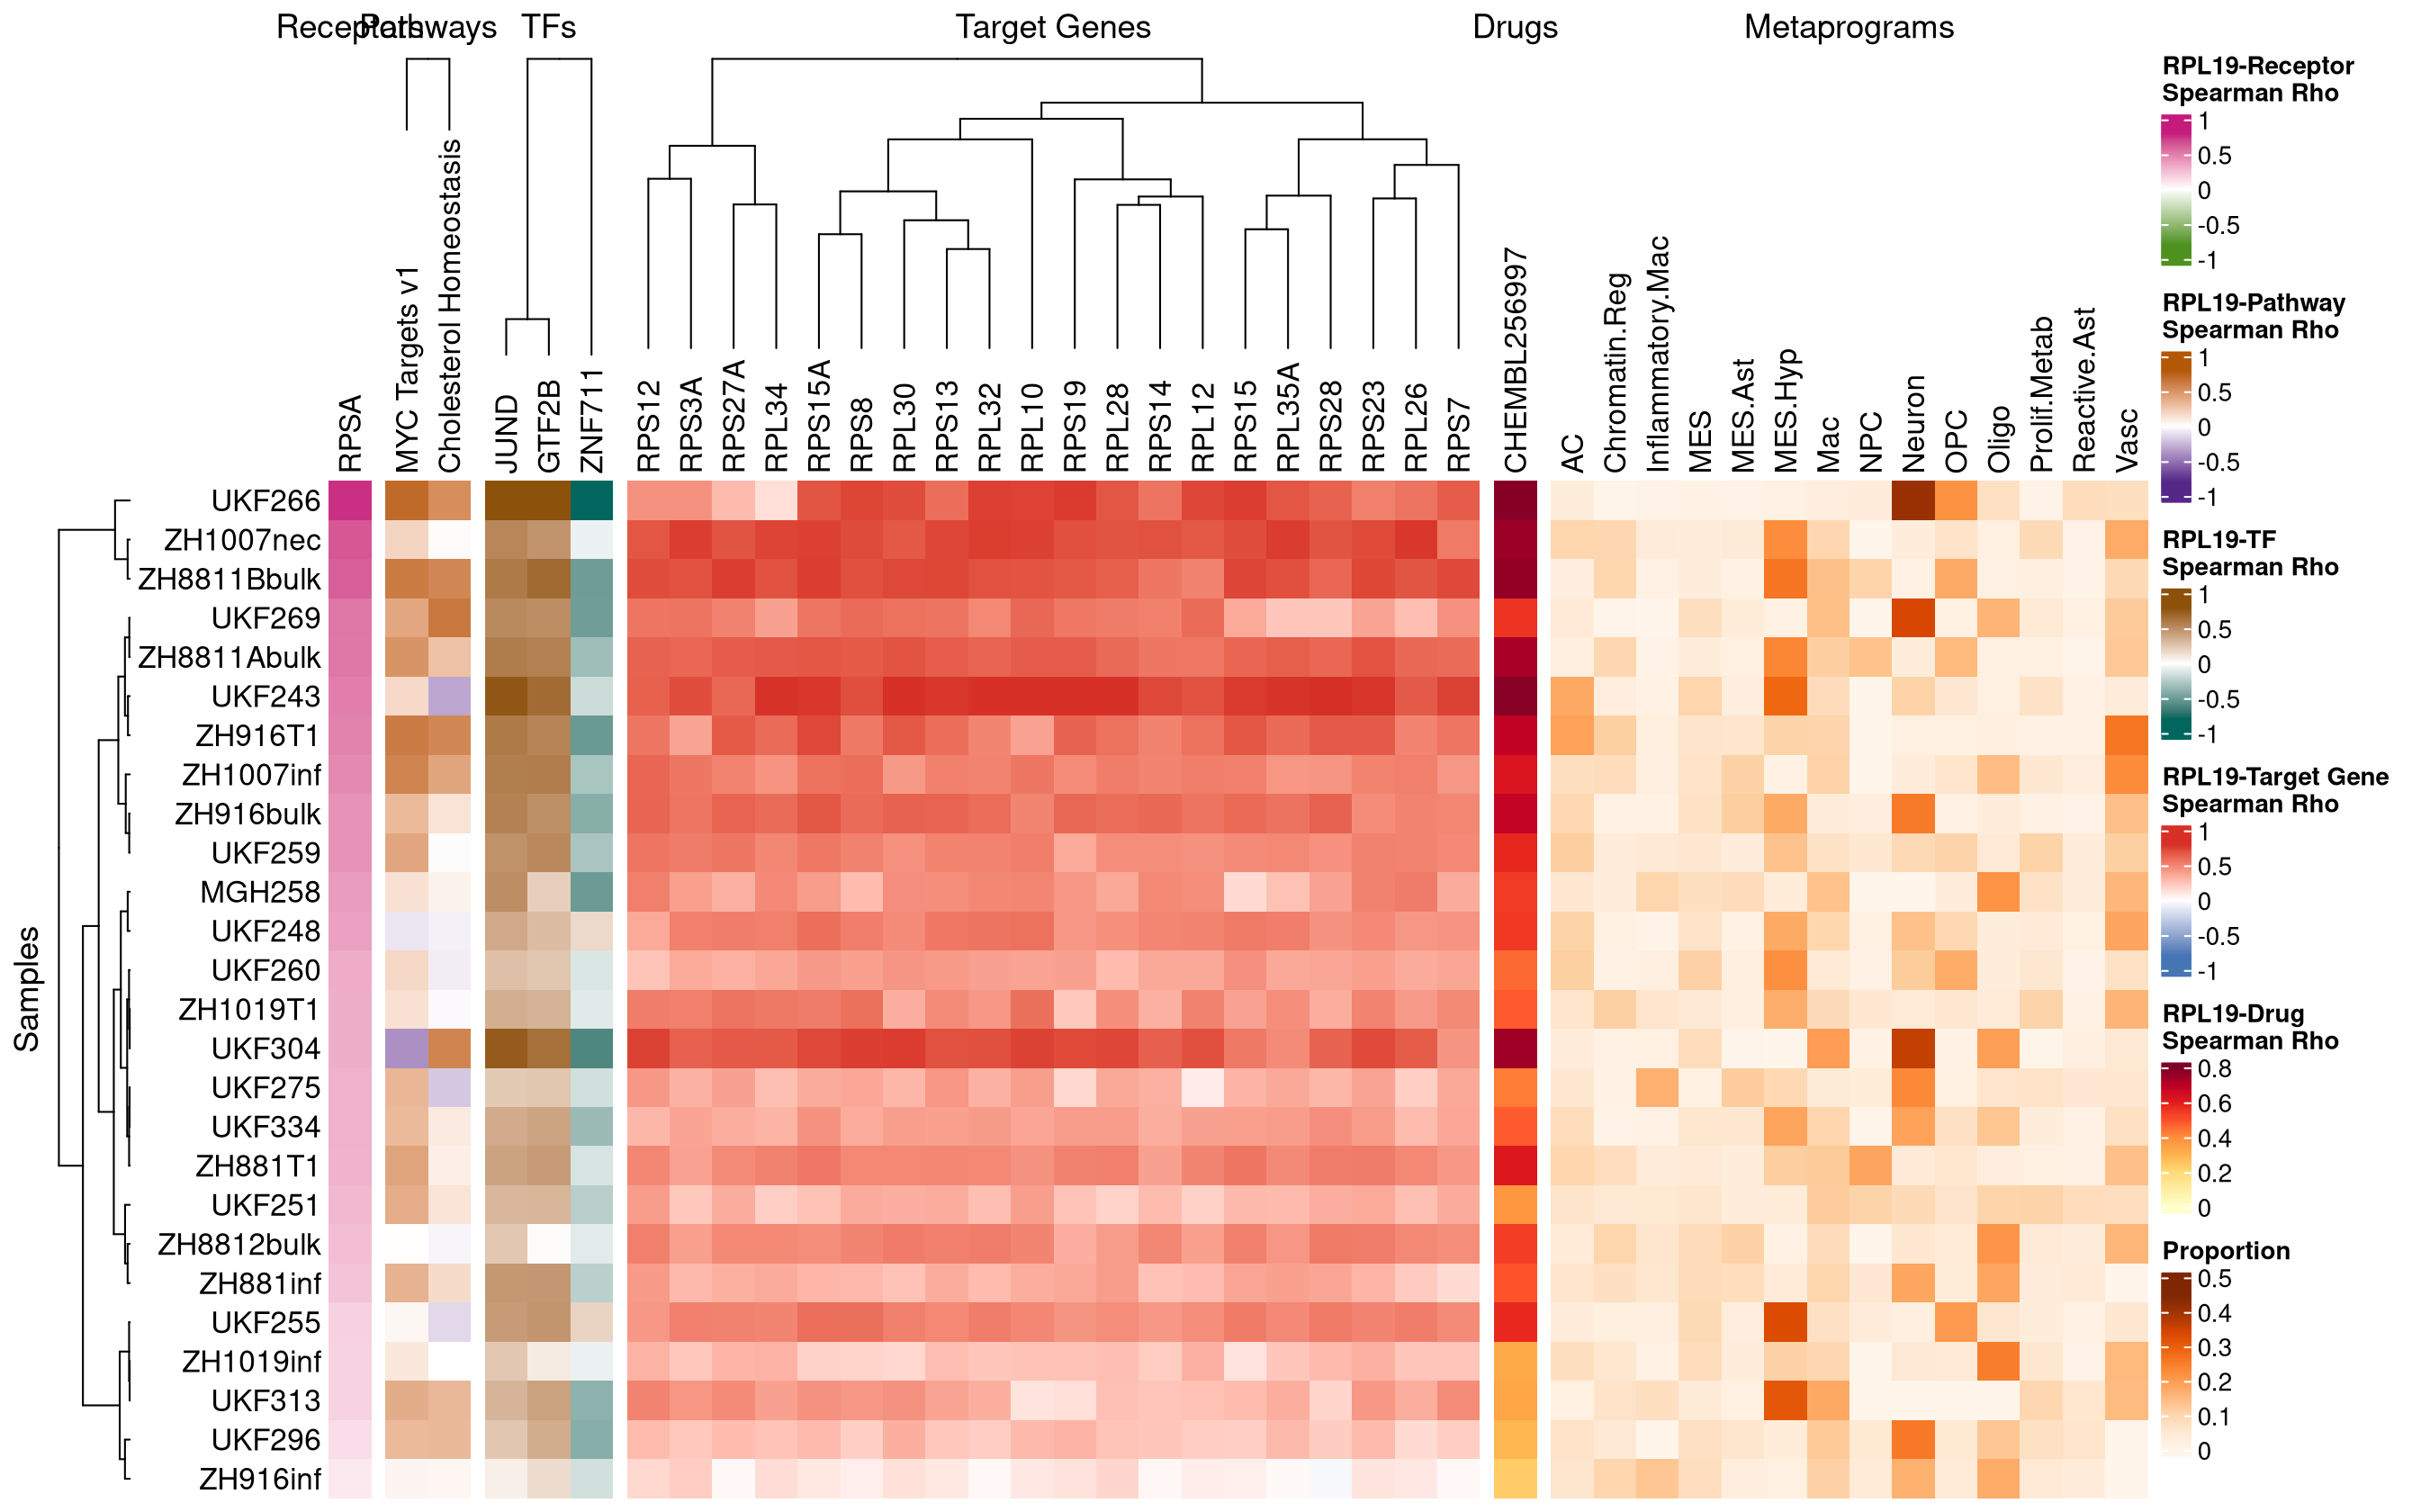 Receptors Pathways TFs Target Genes Drugs Metaprograms
RPSA
MYC Targets v1
Cholesterol Homeostasis
JUND
GTF2B
ZNF711
RPS12
RPS3A
RPS27A
RPL34
RPS15A
RPS8
RPL30
RPS13
RPL32
RPL10
RPS19
RPL28
RPS14
RPL12
RPS15
RPL35A
RPS28
RPS23
RPL26
RPS7
CHEMBL256997
AC
Chromatin.Reg
Inflammatory.Mac
MES
MES.Ast
MES.Hyp
Mac
NPC
Neuron
OPC
Oligo
Prolif.Metab
Reactive.Ast
Vasc
Samples
UKF266
ZH1007nec
ZH8811Bbulk
UKF269
ZH8811Abulk
UKF243
ZH916T1
ZH1007inf
ZH916bulk
UKF259
MGH258
UKF248
UKF260
ZH1019T1
UKF304
UKF275
UKF334
ZH881T1
UKF251
ZH8812bulk
ZH881inf
UKF255
ZH1019inf
UKF313
UKF296
ZH916inf
RPL19-Receptor
Spearman Rho
1
0.5
0
-0.5
-1
RPL19-Pathway
Spearman Rho
1
0.5
0
-0.5
-1
RPL19-TF
Spearman Rho
1
0.5
0
-0.5
-1
RPL19-Target Gene
Spearman Rho
1
0.5
0
-0.5
-1
RPL19-Drug
Spearman Rho
0.8
0.6
0.4
0.2
0
Proportion
0.5
0.4
0.3
0.2
0.1
0